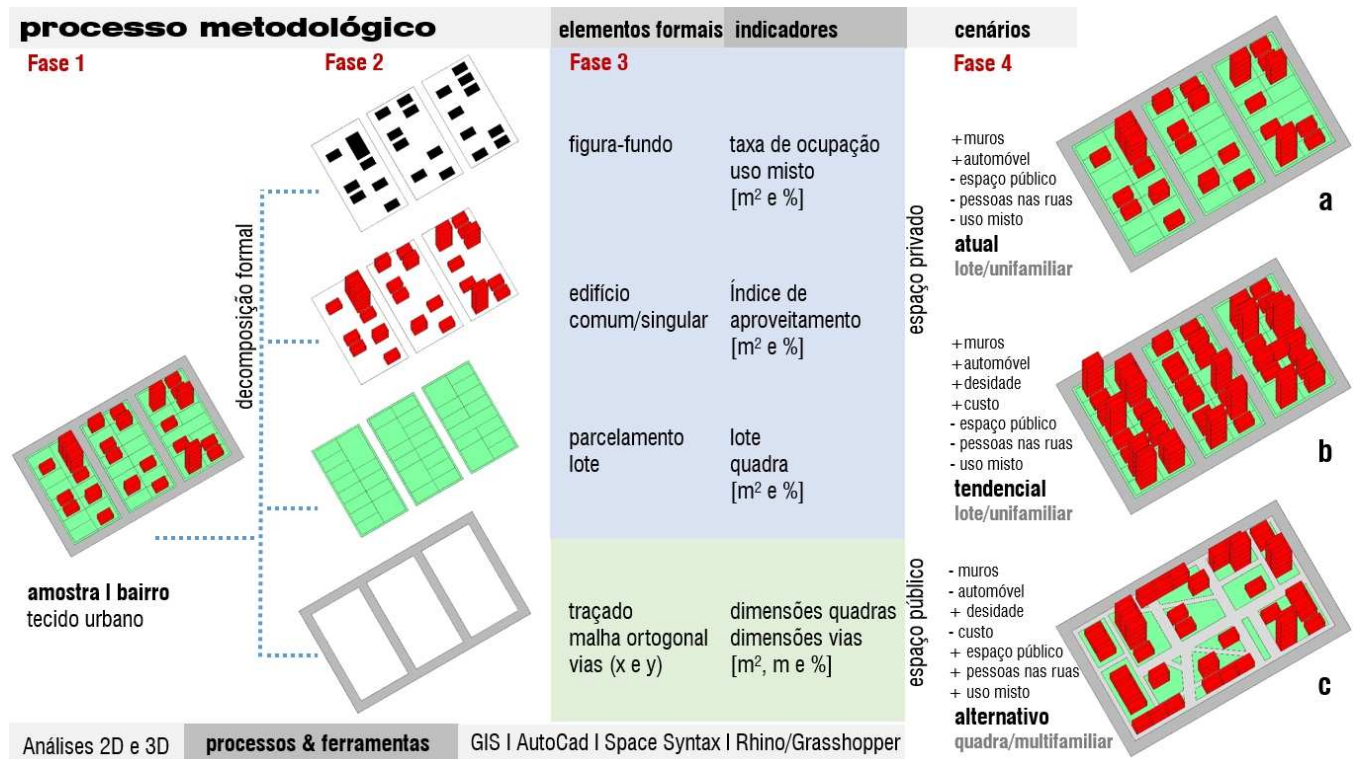 processo metodológico
elementos formais
indicadores
cenários
Fase 1
Fase 2
Fase 3
Fase 4
decomposição formal
amostra I bairro
tecido urbano
figura-fundo
taxa de ocupação
uso misto
[m² e %]
edifício
comum/singular
Índice de
aproveitamento
[m² e %]
parcelamento
lote
lote
quadra
[m² e %]
traçado
malha ortogonal
vias (x e y)
dimensões quadras
dimensões vias
[m², m e %]
espaço privado
espaço público
+muros
+automóvel
- espaço público
- pessoas nas ruas
- uso misto
atual
lote/unifamiliar
a
+muros
+automóvel
+desidade
+custo
- espaço público
- pessoas nas ruas
- uso misto
tendencial
lote/unifamiliar
b
- muros
- automóvel
+ desidade
- custo
+ espaço público
+ pessoas nas ruas
+ uso misto
alternativo
quadra/multifamiliar
c
Análises 2D e 3D
processos & ferramentas
GIS I AutoCad I Space Syntax I Rhino/Grasshopper